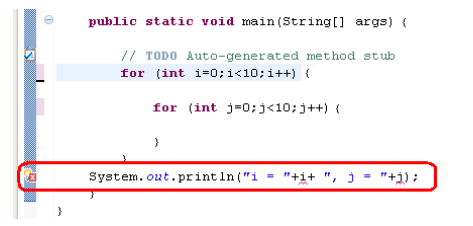 public static void main(String[] args) {
// TODO Auto-generated method stub
for (int i=0;i<10;i++) {
for (int j=0;j<10;j++) {
}
}
System.out.println("i = "+i+ ", j = "+j);
}
}